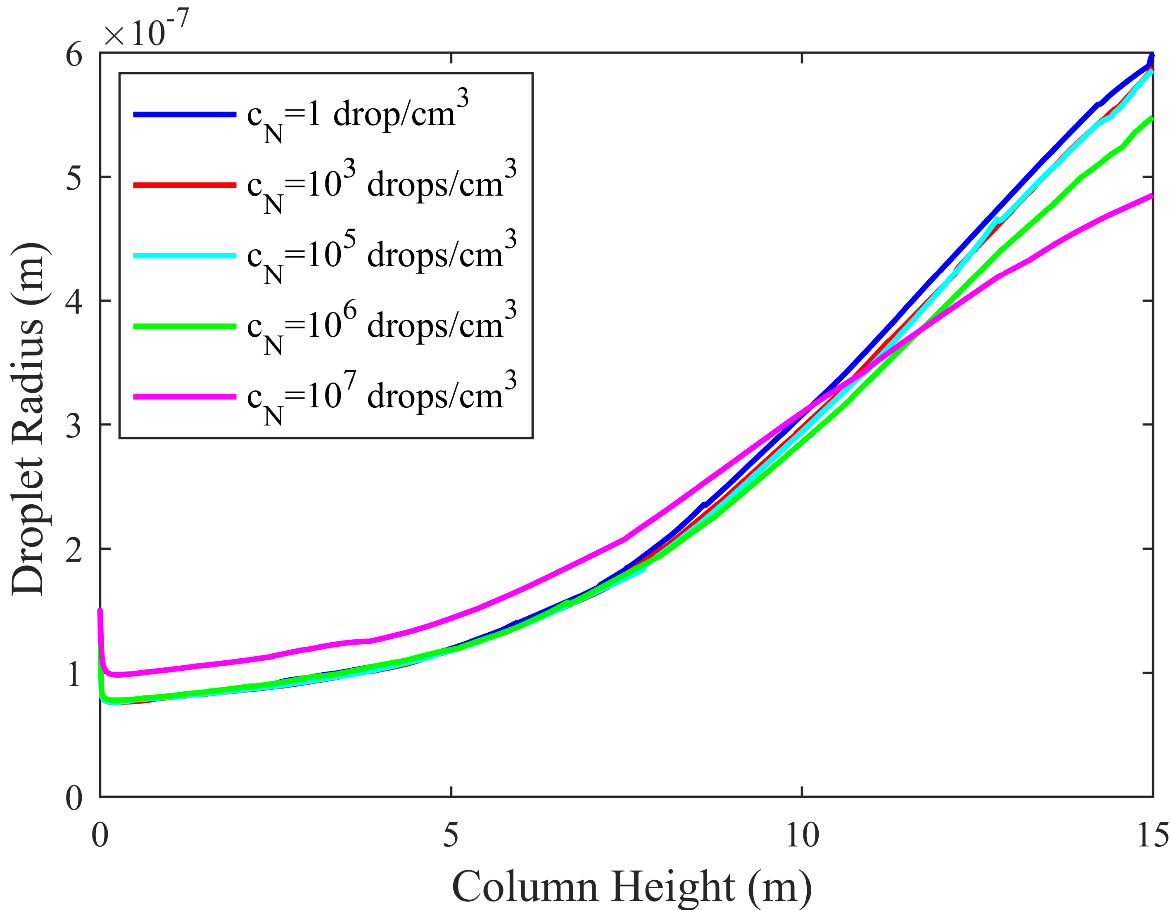 ×10⁻⁷
6
5
4
3
2
1
0
c_N=1 drop/cm³
c_N=10³ drops/cm³
c_N=10⁵ drops/cm³
c_N=10⁶ drops/cm³
c_N=10⁷ drops/cm³
Droplet Radius (m)
0 5 10 15
Column Height (m)